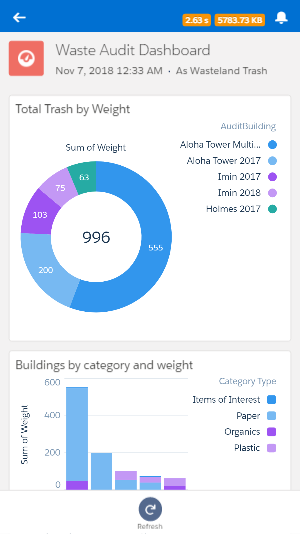 2.63 s 5783.73 KB
Waste Audit Dashboard
Nov 7, 2018 12:33 AM • As Wasteland Trash
Total Trash by Weight
AuditBuilding
Sum of Weight
Aloha Tower Multi...
Aloha Tower 2017
Imin 2017
Imin 2018
Holmes 2017
63
75
103
996
555
200
Buildings by category and weight
Category Type
Items of Interest
Paper
Organics
Plastic
Sum of Weight
600
400
200
0
Refresh